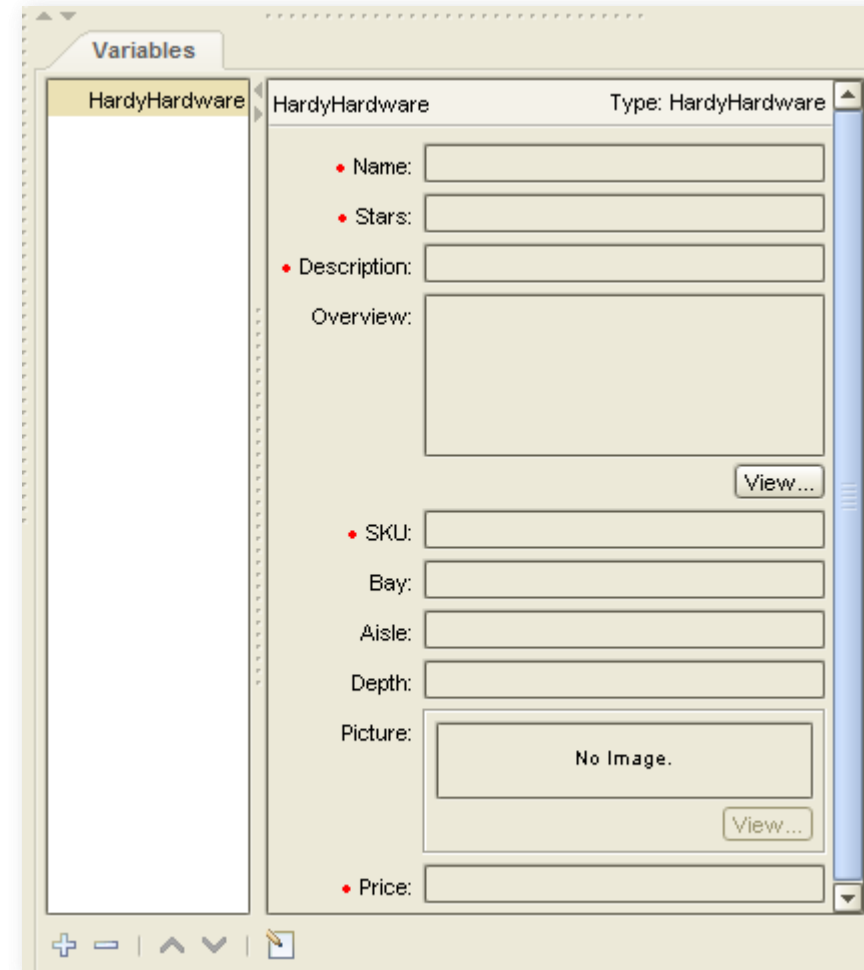 Variables
HardyHardware
HardyHardware Type: HardyHardware
Name:
Stars:
Description:
Overview:
View...
SKU:
Bay:
Aisle:
Depth:
Picture:
No Image.
View...
Price: